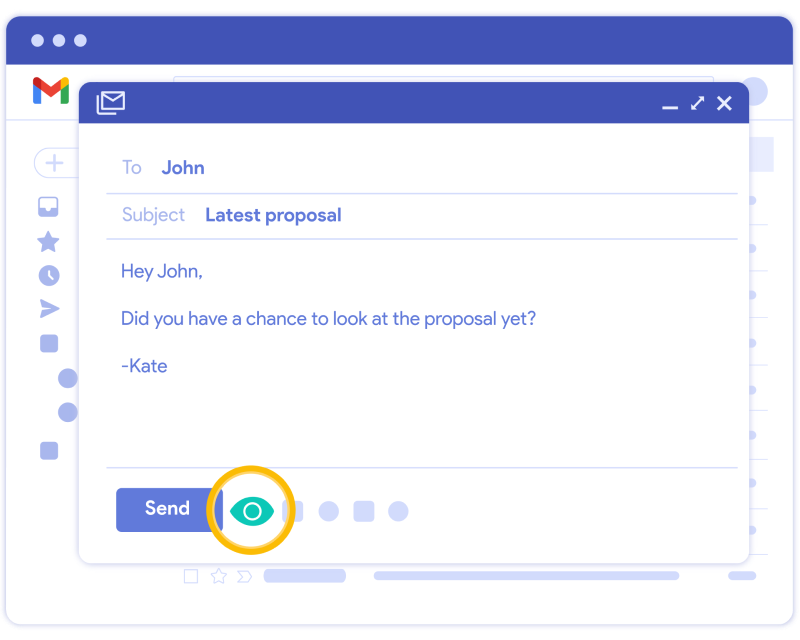 To John
Subject Latest proposal
Hey John,
Did you have a chance to look at the proposal yet?
-Kate
Send